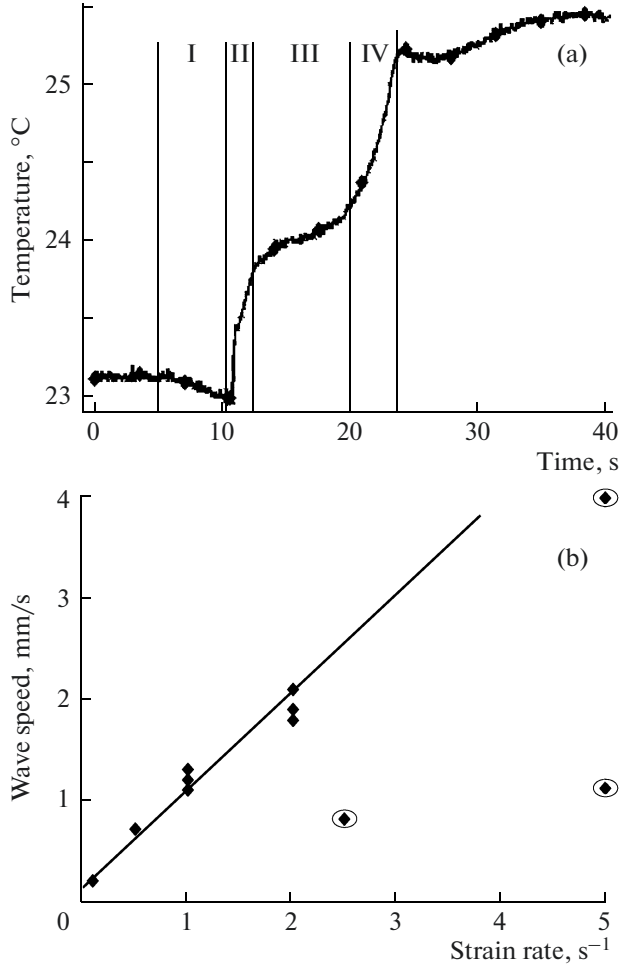 I II III IV (a)
25
24
23
Temperature, °C
0 10 20 30 40
Time, s
4
(b)
3
2
1
0
Wave speed, mm/s
1 2 3 4 5
Strain rate, s⁻¹